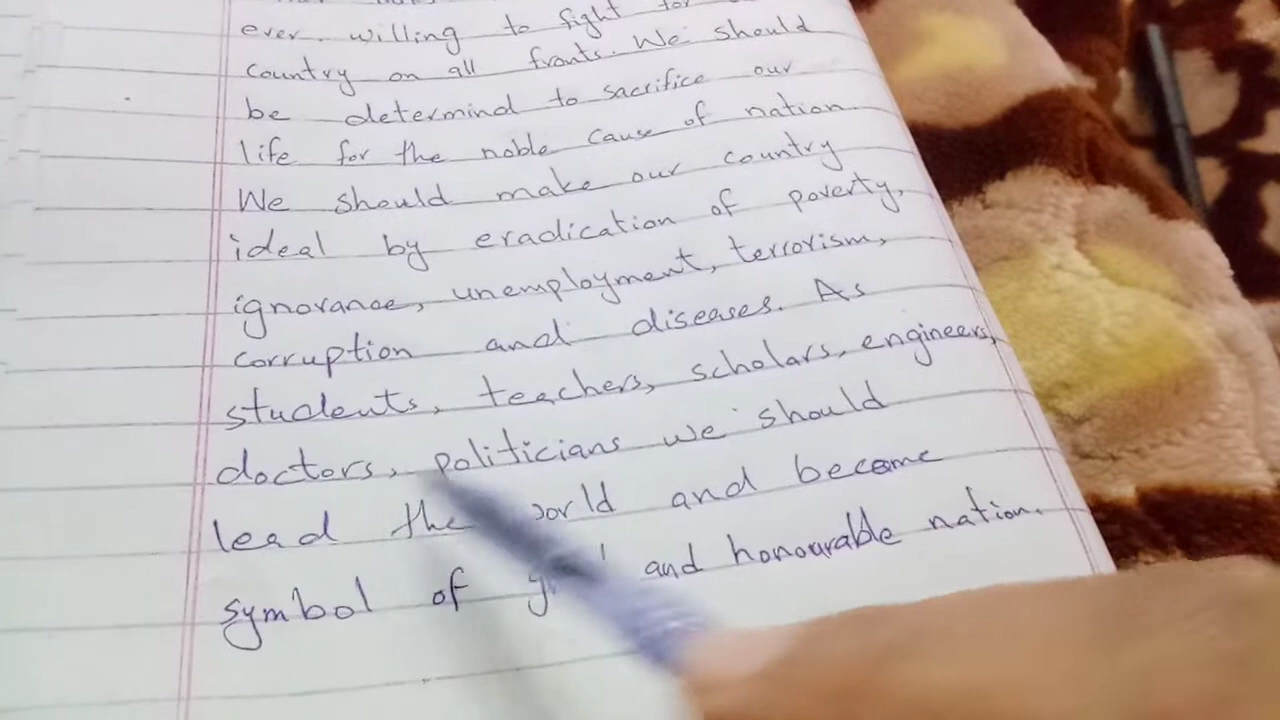 ever willing to fight for
country on all fronts. We should
be determind to sacrifice our
life for the noble cause of nation.
We should make our country
ideal by eradication of poverty,
ignorance, unemployment, terrorism,
corruption and diseases. As
students, teachers, scholars, engineers,
doctors, politicians we should
lead the and become
symbol of and honourable nation.